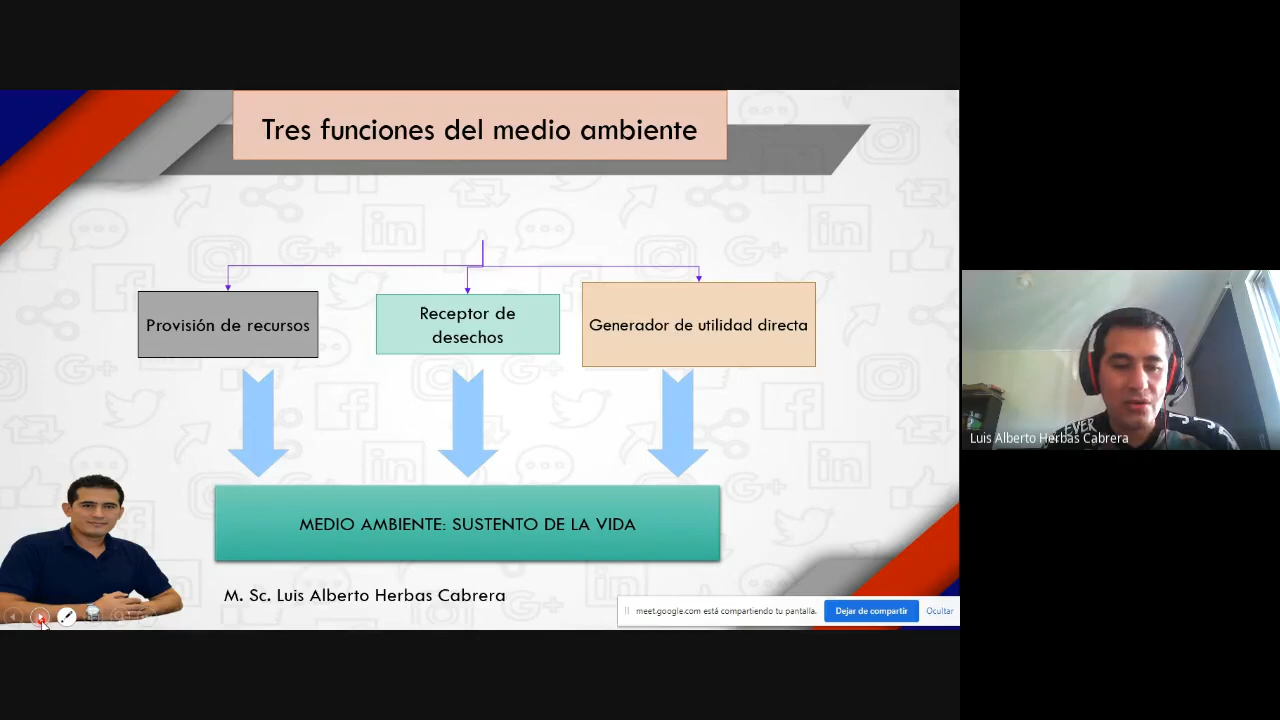 Tres funciones del medio ambiente
Provisión de recursos
Receptor de
desechos
Generador de utilidad directa
MEDIO AMBIENTE: SUSTENTO DE LA VIDA
M. Sc. Luis Alberto Herbas Cabrera
meet.google.com está compartiendo tu pantalla.
Dejar de compartir
Ocultar
EVER
Luis Alberto Herbas Cabrera